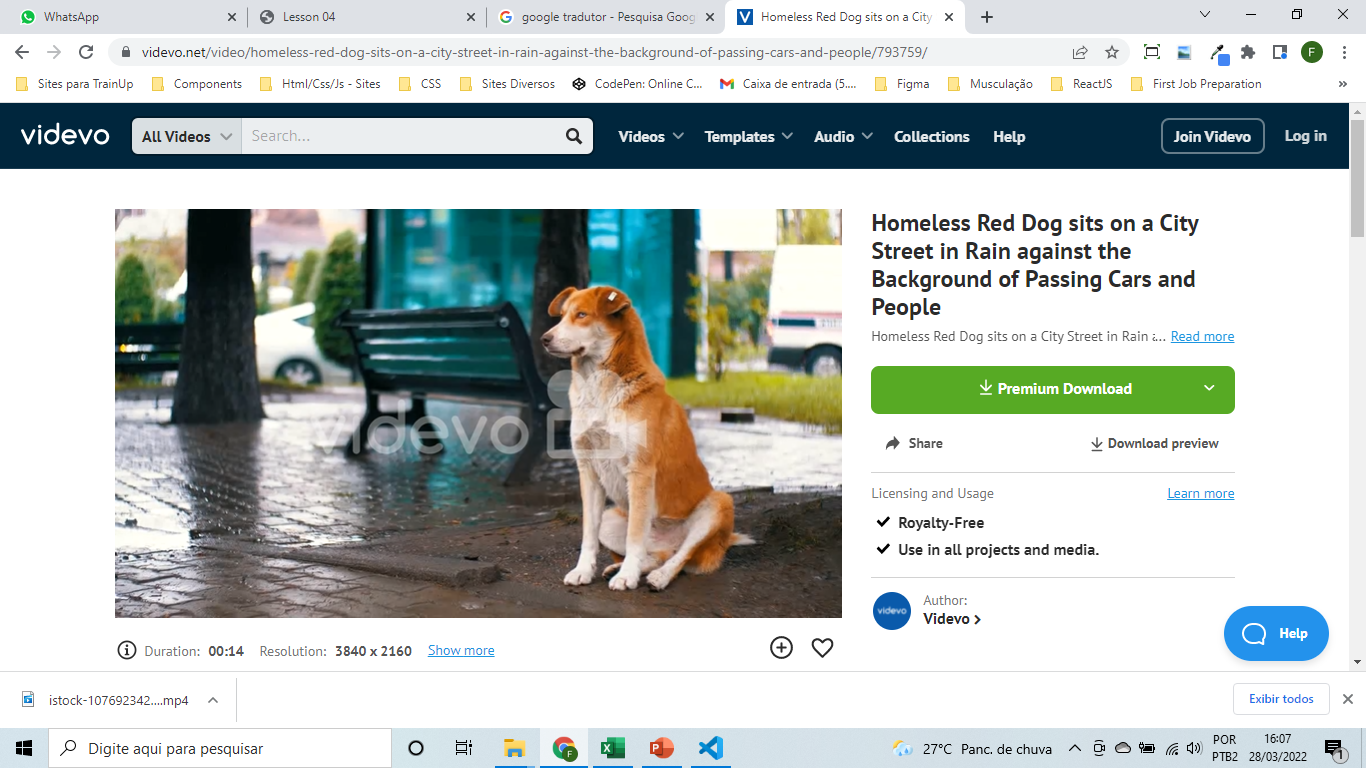 WhatsApp
Lesson 04
google tradutor - Pesquisa Goog
Homeless Red Dog sits on a City
videvo.net/video/homeless-red-dog-sits-on-a-city-street-in-rain-against-the-background-of-passing-cars-and-people/793759/
F
Sites para TrainUp
Components
Html/Css/Js - Sites
CSS
Sites Diversos
CodePen: Online C...
Caixa de entrada (5....
Figma
Musculação
ReactJS
First Job Preparation
»
videvo
All Videos
Search...
Videos
Templates
Audio
Collections
Help
Join Videvo
Log in
Homeless Red Dog sits on a City
Street in Rain against the
Background of Passing Cars and
People
Homeless Red Dog sits on a City Street in Rain a... Read more
Premium Download
Share
Download preview
Licensing and Usage
Learn more
Royalty-Free
Use in all projects and media.
videvo
Author:
Videvo
videvo
Help
Duration: 00:14 Resolution: 3840 x 2160 Show more
istock-107692342....mp4
Exibir todos
Digite aqui para pesquisar
F
27°C Panc. de chuva
POR
PTB2
16:07
28/03/2022
1